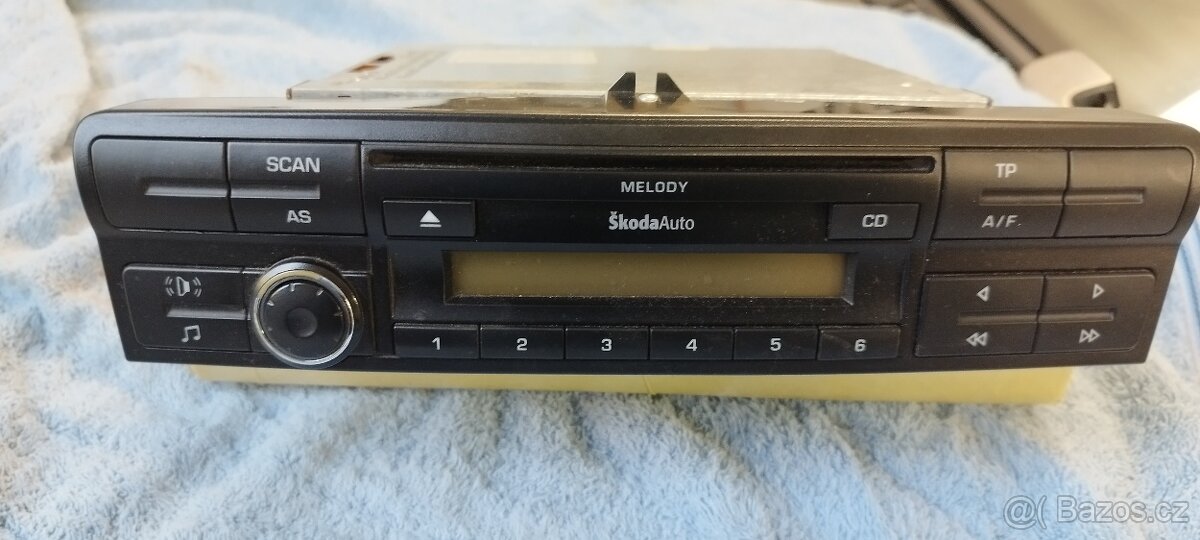 SCAN
AS
MELODY
ŠkodaAuto
CD
TP
A/F
1 2 3 4 5 6
@( Bazos.cz